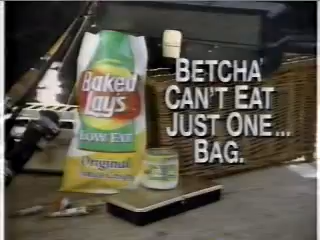 Baked
Lay's
LOW FAT
Original
BETCHA'
CAN'T EAT
JUST ONE...
BAG.